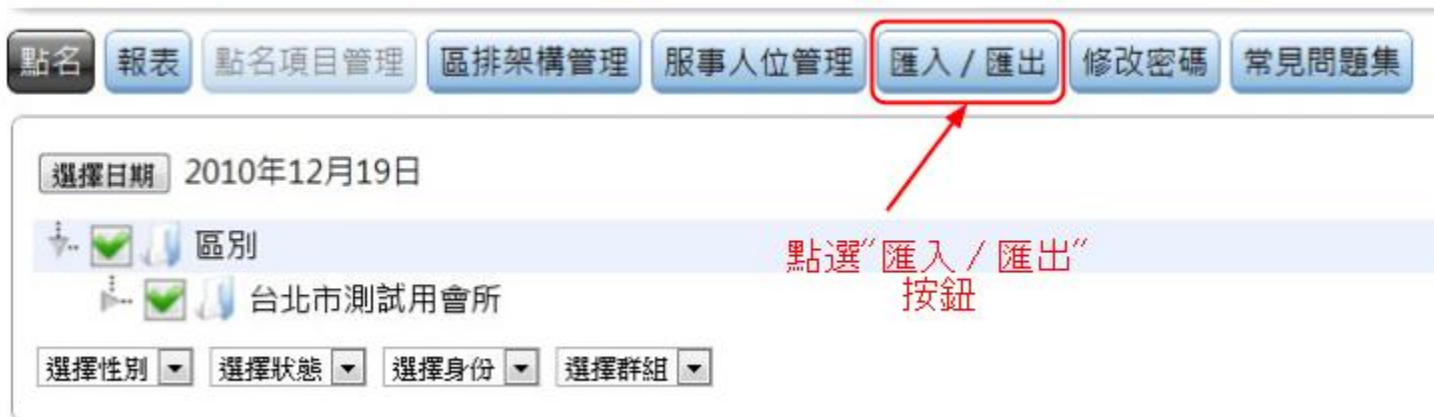 點名 報表 點名項目管理 區排架構管理 服事人位管理 匯入 / 匯出 修改密碼 常見問題集
選擇日期 2010年12月19日
區別
台北市測試用會所
點選"匯入 / 匯出"
按鈕
選擇性別 選擇狀態 選擇身份 選擇群組